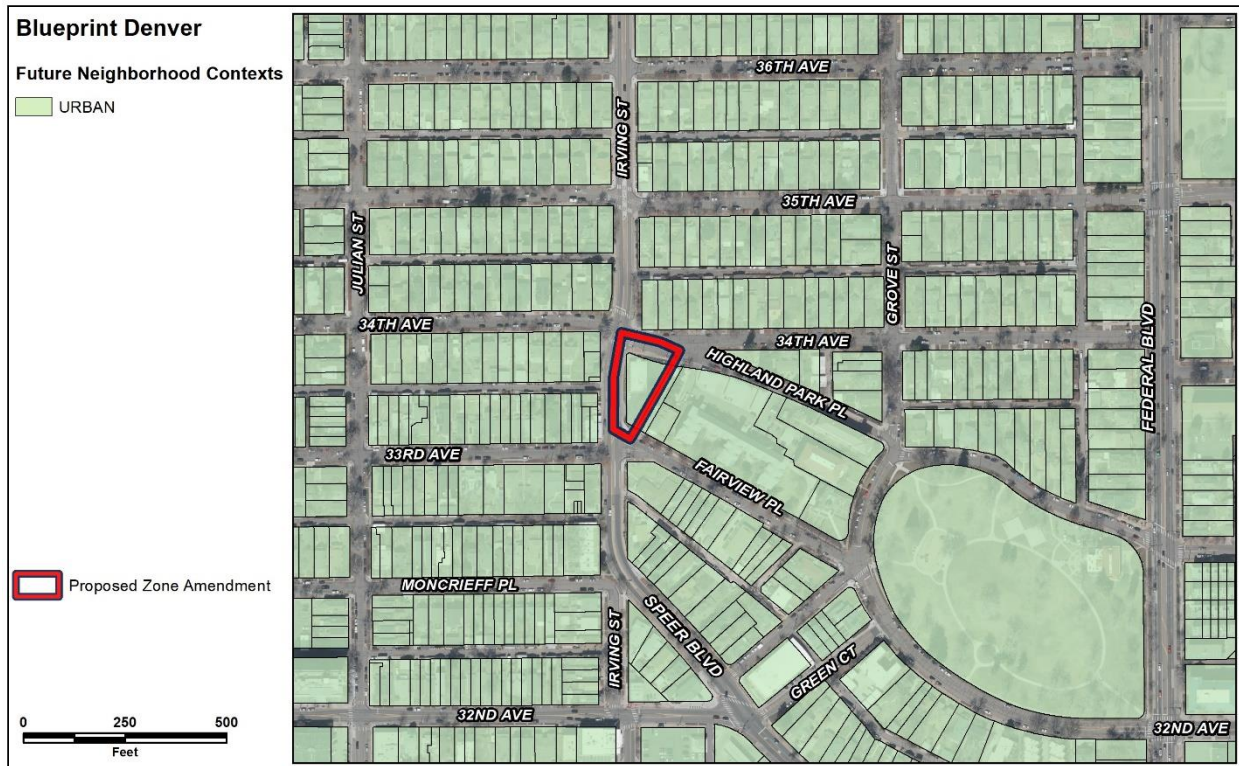 Blueprint Denver
Future Neighborhood Contexts
URBAN
Proposed Zone Amendment
0 250 500
Feet
36TH AVE
IRVING ST
35TH AVE
JULIAN ST
GROVE ST
34TH AVE
34TH AVE
HIGHLAND PARK PL
FEDERAL BLVD
33RD AVE
FAIRVIEW PL
MONCRIEFF PL
SPEER BLVD
IRVING ST
GREEN CT
32ND AVE
32ND AVE